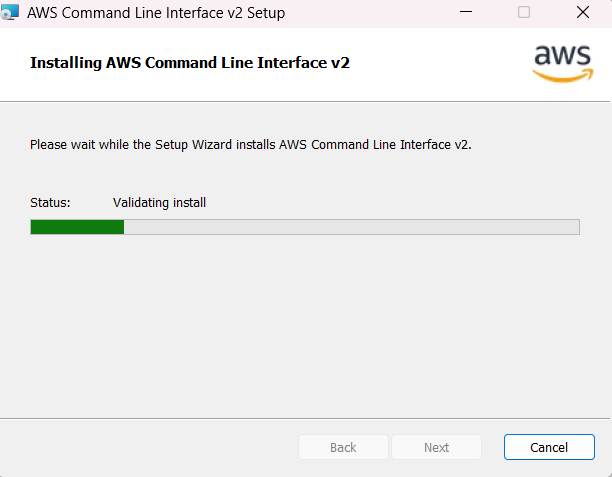 AWS Command Line Interface v2 Setup
Installing AWS Command Line Interface v2
aws
Please wait while the Setup Wizard installs AWS Command Line Interface v2.
Status: Validating install
Back Next Cancel